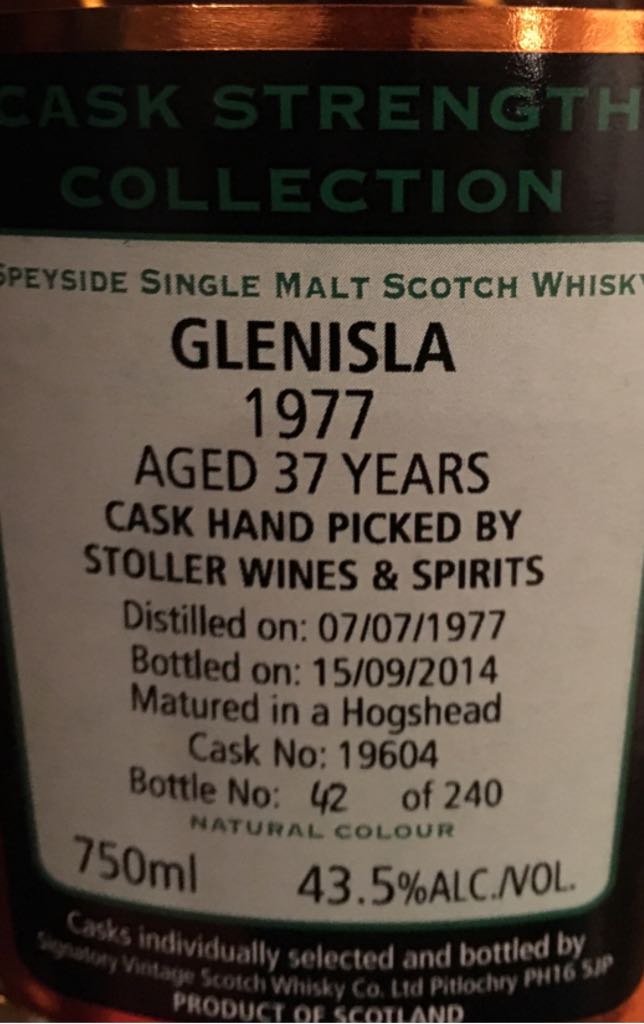 CASK STRENGTH
COLLECTION
SPEYSIDE SINGLE MALT SCOTCH WHISKY
GLENISLA
1977
AGED 37 YEARS
CASK HAND PICKED BY
STOLLER WINES & SPIRITS
Distilled on: 07/07/1977
Bottled on: 15/09/2014
Matured in a Hogshead
Cask No: 19604
Bottle No: 42 of 240
NATURAL COLOUR
750ml 43.5%ALC./VOL.
Casks individually selected and bottled by
Signatory Vintage Scotch Whisky Co. Ltd Pitlochry PH16 5JP
PRODUCT OF SCOTLAND